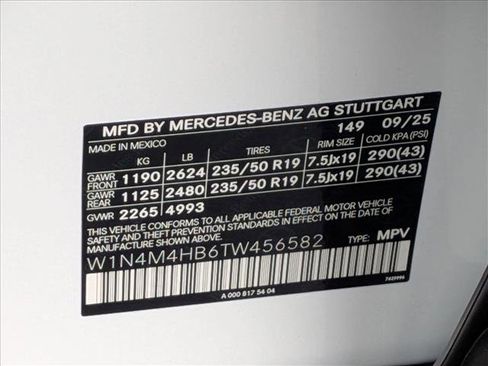 MFD BY MERCEDES-BENZ AG STUTTGART
MADE IN MEXICO 149 09/25
KG LB TIRES RIM SIZE COLD KPA(PSI)
GAWR FRONT 1190 2624 235/50 R19 7.5Jx19 290(43)
GAWR REAR 1125 2480 235/50 R19 7.5Jx19 290(43)
GVWR 2265 4993
THIS VEHICLE CONFORMS TO ALL APPLICABLE FEDERAL MOTOR VEHICLE
SAFETY AND THEFT PREVENTION STANDARDS IN EFFECT ON THE DATE OF
MANUFACTURE SHOWN ABOVE.
W1N4M4HB6TW456582 TYPE: MPV
A 000 817 54 04